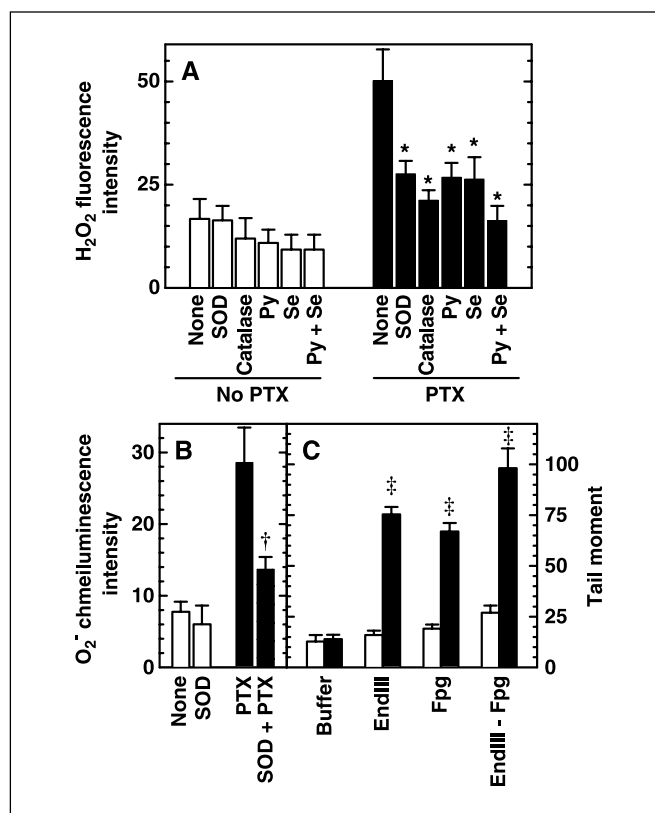 A
H2O2 fluorescence
intensity
50
25
0
*
*
*
*
*
None
SOD
Catalase
Py
Se
Py + Se
None
SOD
Catalase
Py
Se
Py + Se
No PTX
PTX
B
O2⁻ chmeiluminescence
intensity
30
20
10
0
†
None
SOD
PTX
SOD + PTX
C
‡
‡
‡
100
75
50
25
0
Tail moment
Buffer
EndIII
Fpg
EndIII - Fpg